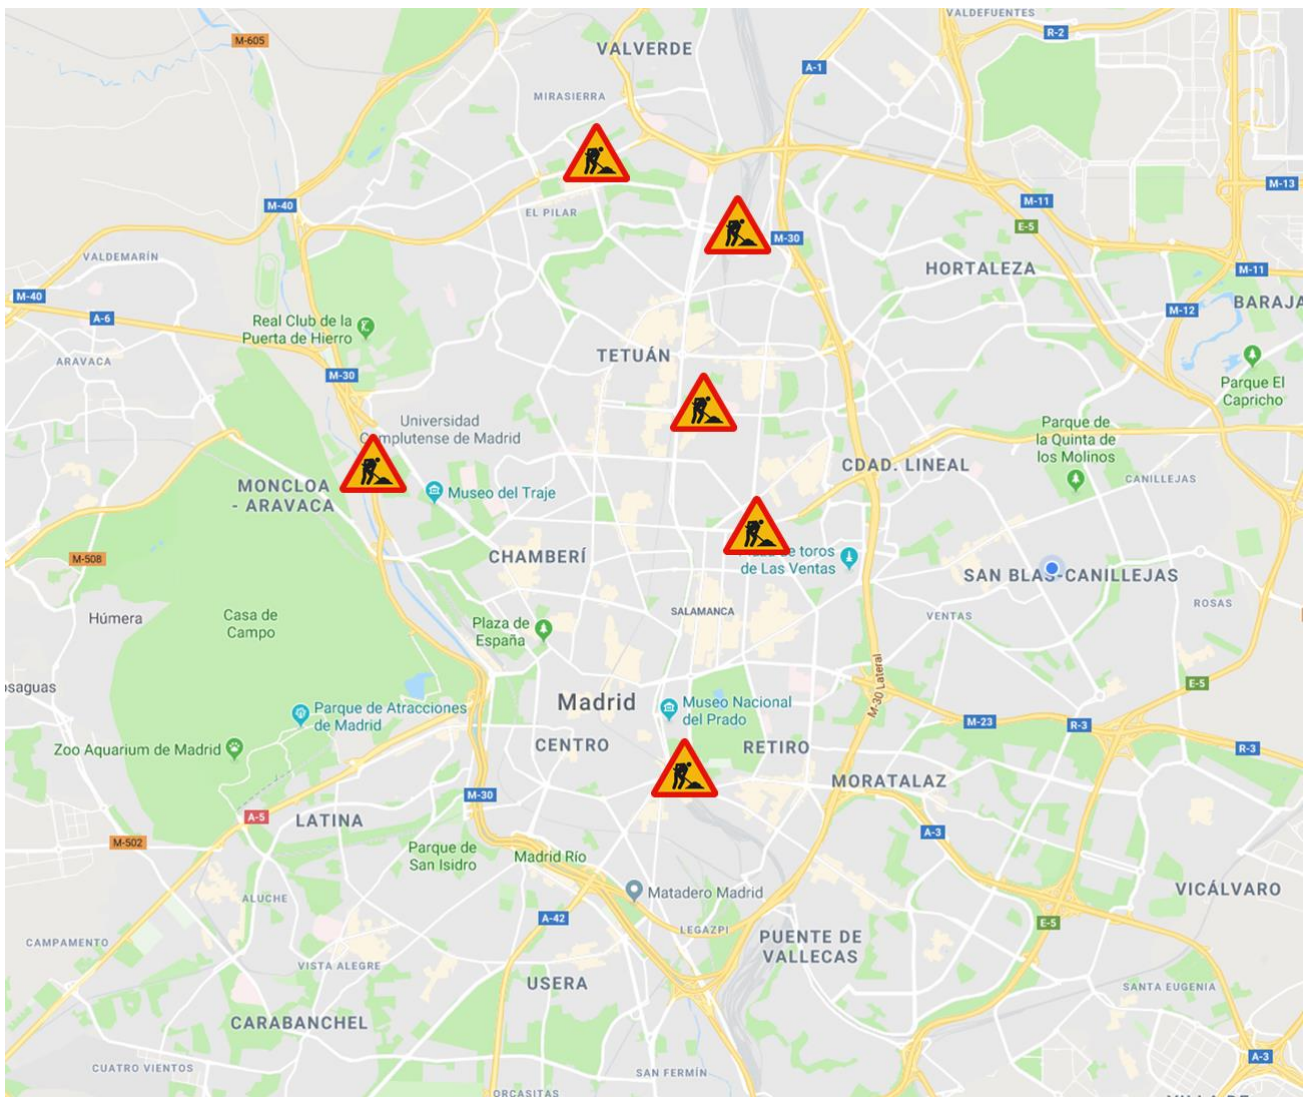 VALDEFUENTES
M-605
R-2
VALVERDE
A-1
MIRASIERRA
M-13
M-11
M-40
EL PILAR
E-5
M-30
VALDEMARÍN
HORTALEZA
M-11
M-40
BARAJA
M-12
A-6
Real Club de la
Puerta de Hierro
TETUÁN
ARAVACA
M-30
Parque El
Capricho
Universidad
Complutense de Madrid
Parque de
la Quinta de
los Molinos
CDAD. LINEAL
CANILLEJAS
MONCLOA
- ARAVACA
Museo del Traje
CHAMBERÍ
de toros
de Las Ventas
M-508
SAN BLAS-CANILLEJAS
ROSAS
Húmera
Casa de
Campo
SALAMANCA
VENTAS
Plaza de
España
osaguas
M-30 Lateral
E-5
Madrid
Museo Nacional
del Prado
Parque de Atracciones
de Madrid
M-23
R-3
R-3
Zoo Aquarium de Madrid
CENTRO
RETIRO
MORATALAZ
M-30
A-5
LATINA
A-3
M-502
Parque de
San Isidro
Madrid Río
Matadero Madrid
VICÁLVARO
ALUCHE
A-42
E-5
LEGAZPI
CAMPAMENTO
PUENTE DE
VALLECAS
VISTA ALEGRE
USERA
SANTA EUGENIA
CARABANCHEL
A-3
CUATRO VIENTOS
SAN FERMÍN
ORCASITAS
VILLA DE